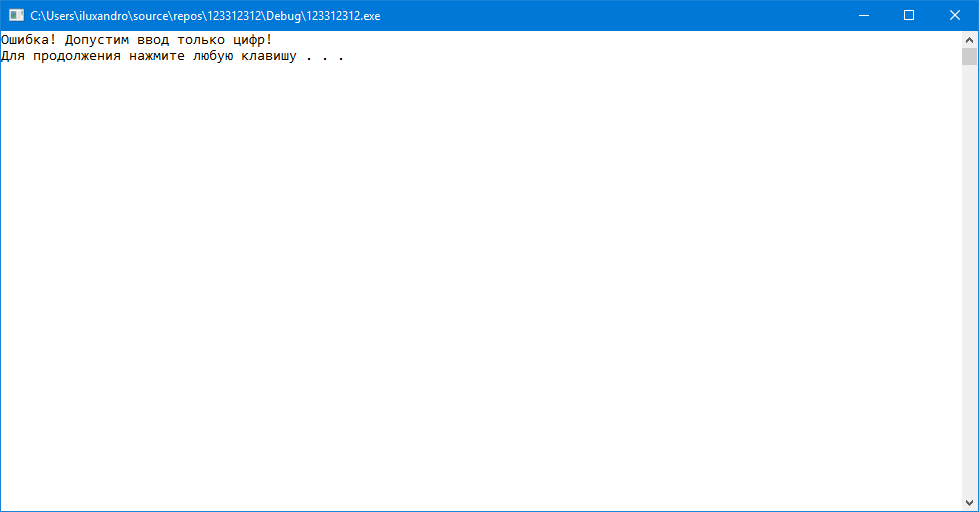 C:\Users\iluxandro\source\repos\123312312\Debug\123312312.exe
Ошибка! Допустим ввод только цифр!
Для продолжения нажмите любую клавишу . . .